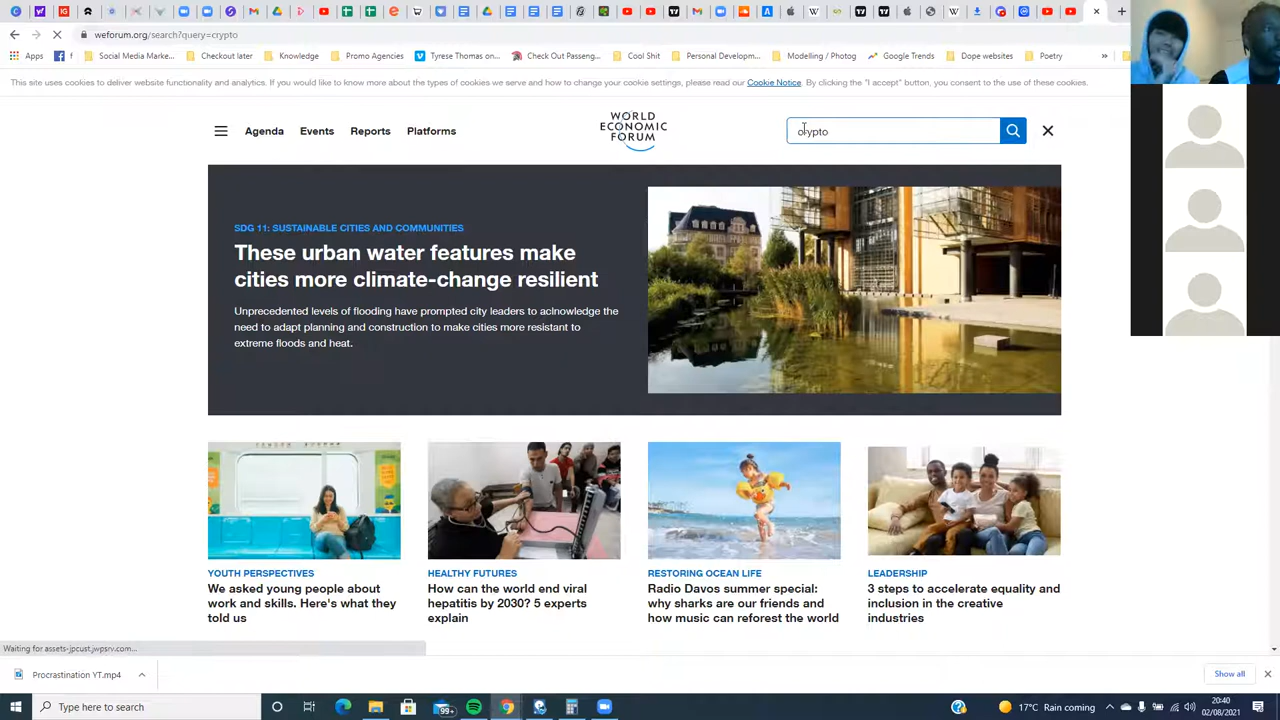 weforum.org/search?query=crypto
Apps
f
Social Media Marke...
Checkout later
Knowledge
Promo Agencies
Tyrese Thomas on...
Check Out Passeng...
Cool Shit
Personal Developm...
Modelling / Photog
Google Trends
Dope websites
Poetry
»
This site uses cookies to deliver website functionality and analytics. If you would like to know more about the types of cookies we serve and how to change your cookie settings, please read our Cookie Notice. By clicking the "I accept" button, you consent to the use of these cookies.
Agenda
Events
Reports
Platforms
WORLD
ECONOMIC
FORUM
crypto
SDG 11: SUSTAINABLE CITIES AND COMMUNITIES
These urban water features make
cities more climate-change resilient
Unprecedented levels of flooding have prompted city leaders to aclnowledge the
need to adapt planning and construction to make cities more resistant to
extreme floods and heat.
YOUTH PERSPECTIVES
We asked young people about
work and skills. Here's what they
told us
HEALTHY FUTURES
How can the world end viral
hepatitis by 2030? 5 experts
explain
RESTORING OCEAN LIFE
Radio Davos summer special:
why sharks are our friends and
how music can reforest the world
LEADERSHIP
3 steps to accelerate equality and
inclusion in the creative
industries
Waiting for assets-jpcust.jwpsrv.com...
Procrastination YT.mp4
Show all
Type here to search
99+
17°C Raining coming
20:40
02/08/2021